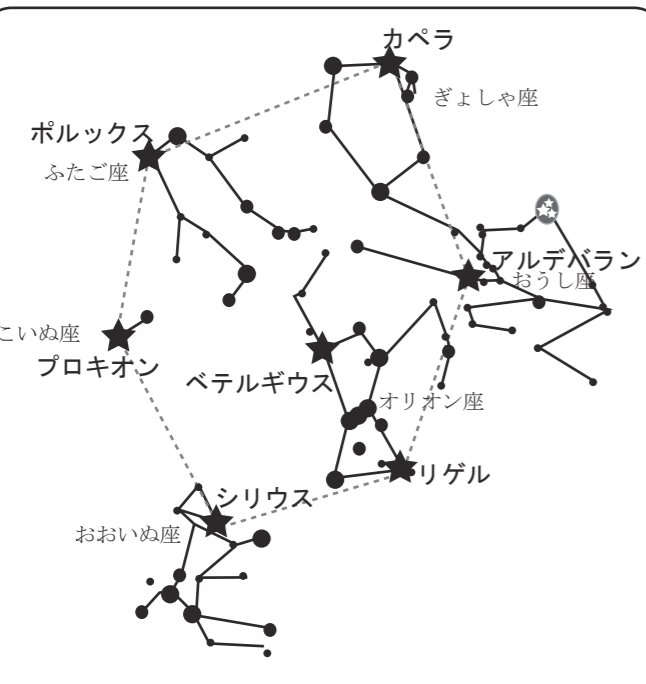 カペラ
ぎょしゃ座
ポルックス
ふたご座
アルデバラン
おうし座
こいぬ座
プロキオン
ベテルギウス
オリオン座
リゲル
シリウス
おおいぬ座